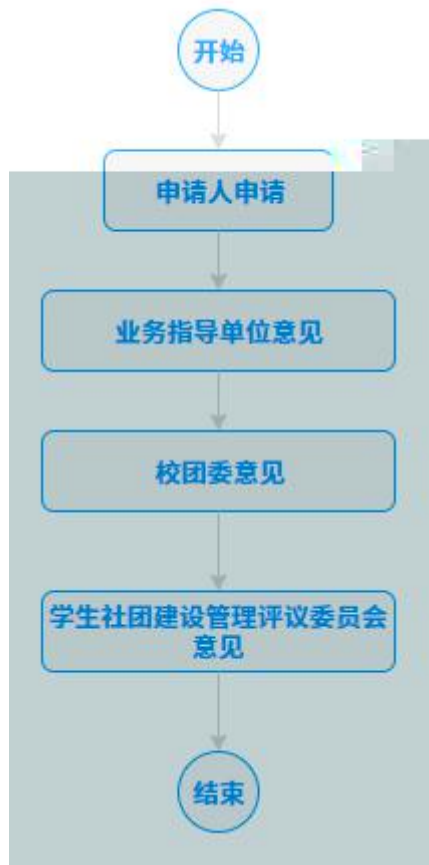 开始
申请人申请
业务指导单位意见
校团委意见
学生社团建设管理评议委员会
意见
结束